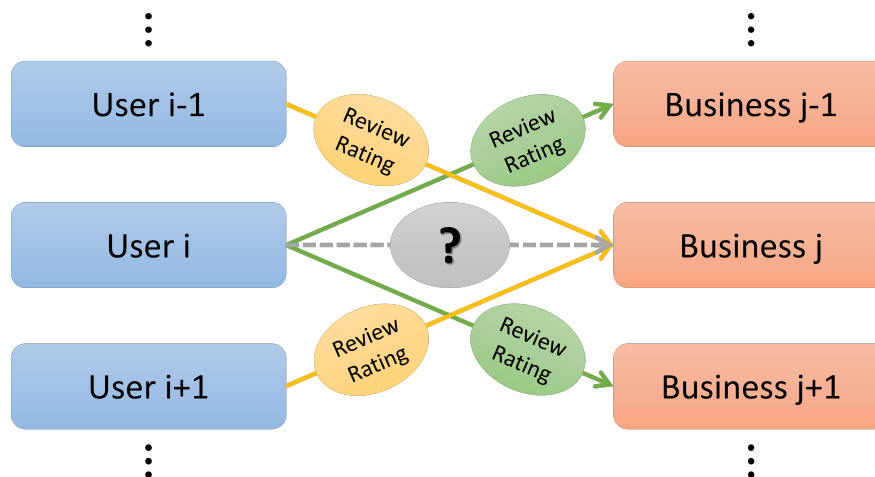 User i-1
Review
Rating
Review
Rating
Business j-1
User i
?
Business j
User i+1
Review
Rating
Review
Rating
Business j+1